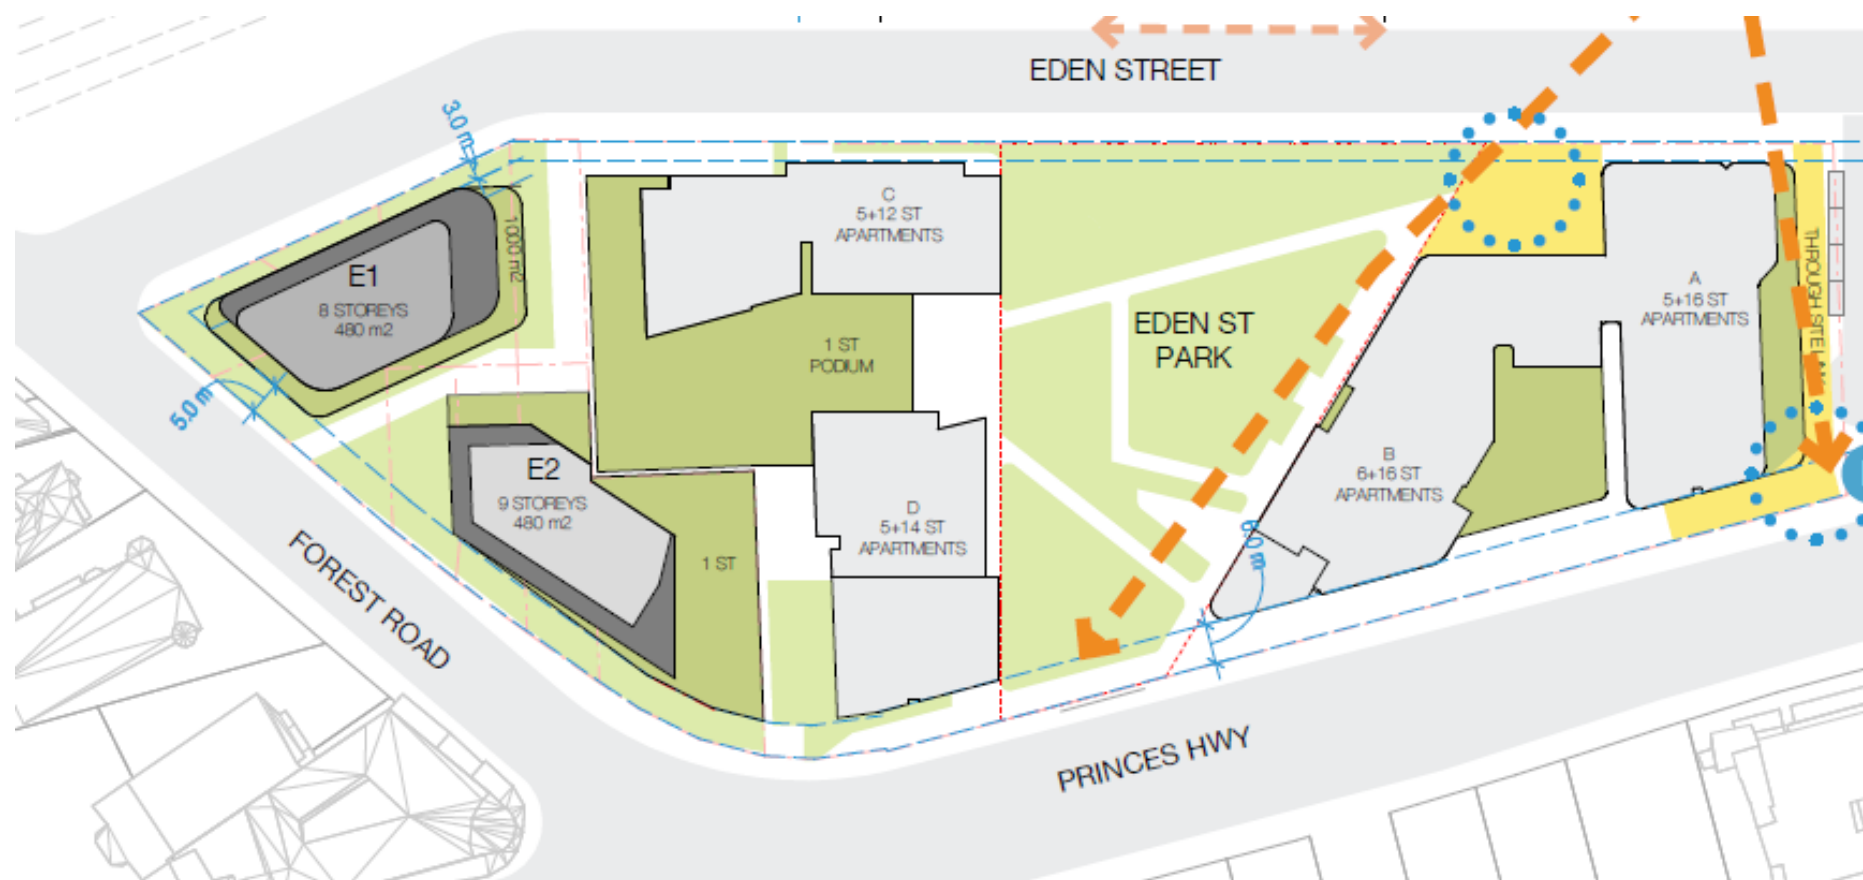 EDEN STREET
3.0 m
E1
8 STOREYS
480 m2
1000 m2
5.0 m
C
5+12 ST
APARTMENTS
1 ST
PODIUM
EDEN ST
PARK
A
5+16 ST
APARTMENTS
THROUGH SITE LINK
E2
9 STOREYS
480 m2
1 ST
D
5+14 ST
APARTMENTS
B
6+16 ST
APARTMENTS
6.0 m
FOREST ROAD
PRINCES HWY